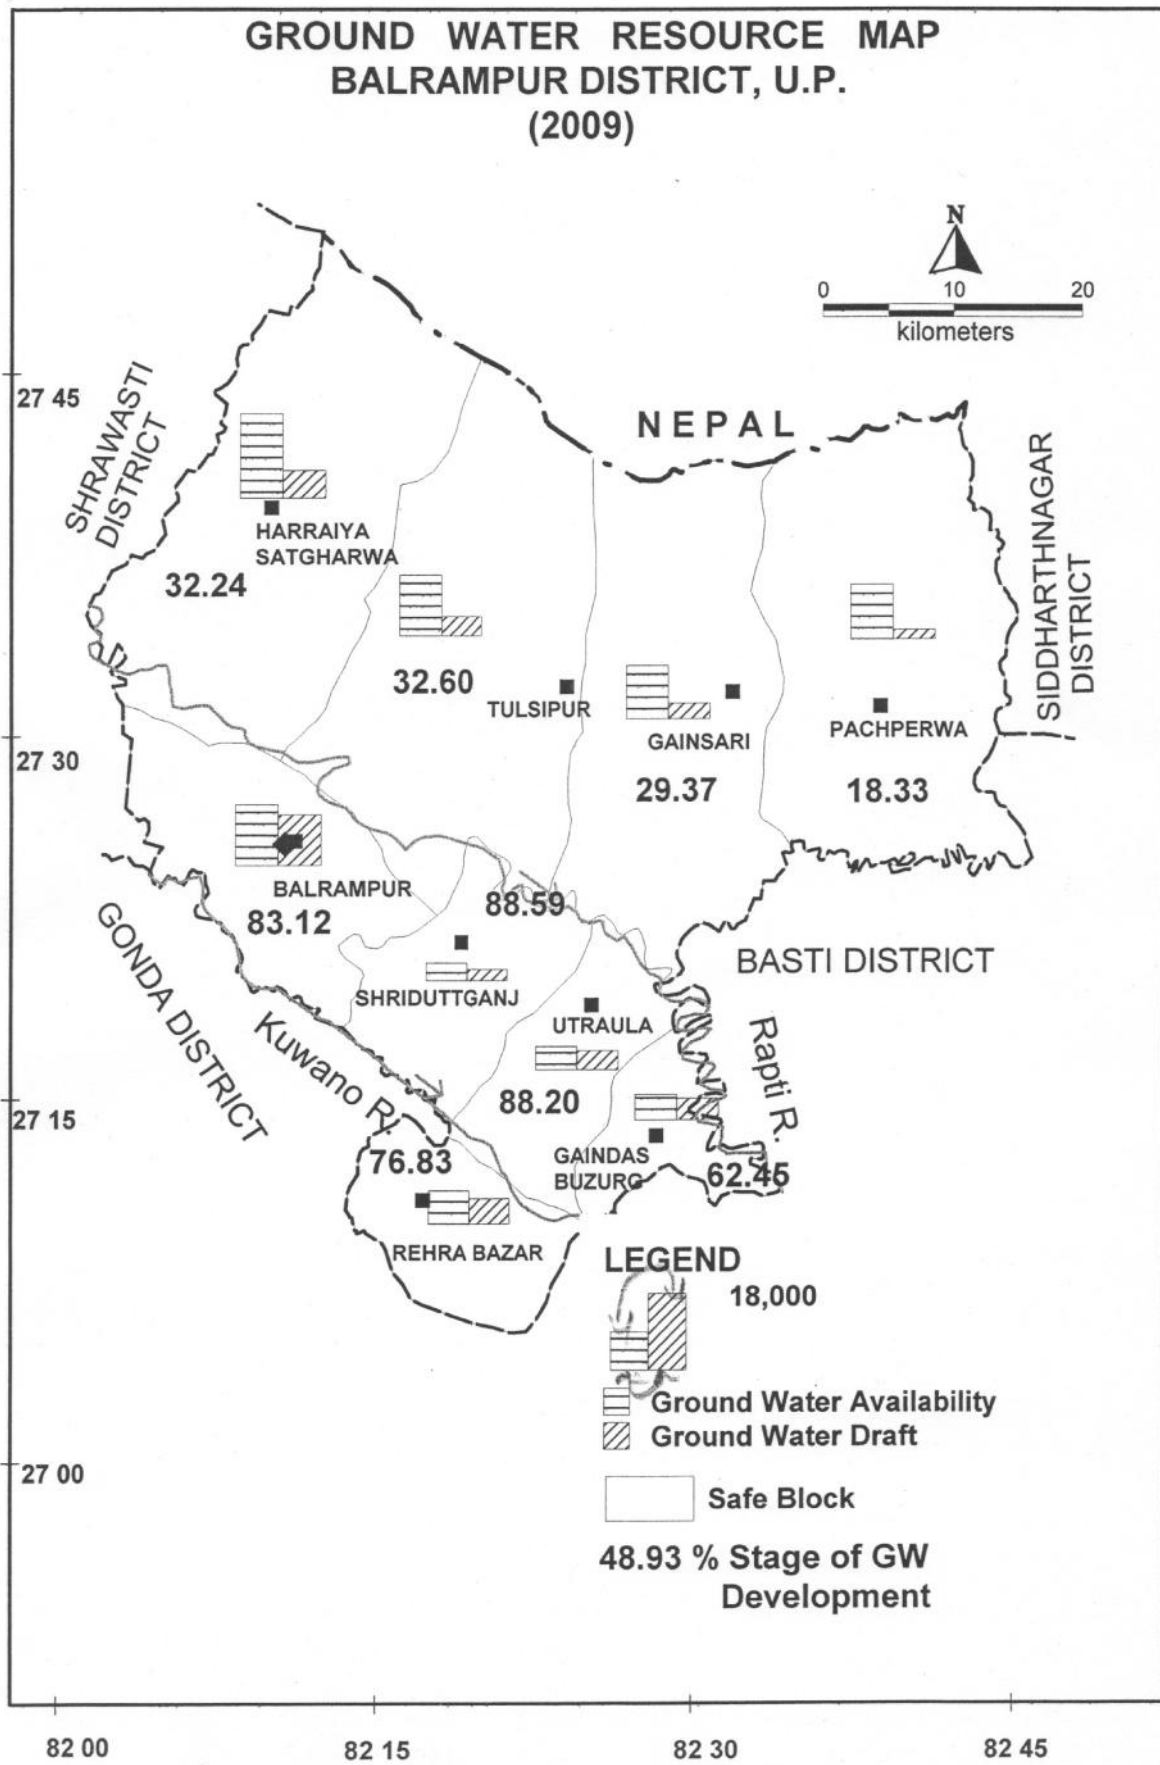 GROUND WATER RESOURCE MAP
BALRAMPUR DISTRICT, U.P.
(2009)
N
0 10 20
kilometers
27 45
SHRAWASTI
DISTRICT
NEPAL
SIDDHARTHNAGAR
DISTRICT
HARRAIYA
SATGHARWA
32.24
32.60
TULSIPUR
GAINSARI
29.37
PACHPERWA
18.33
27 30
BALRAMPUR
83.12
88.59
SHRIDUTTGANJ
GONDA DISTRICT
Kuwano R.
BASTI DISTRICT
Rapti R.
UTRAULA
88.20
27 15
76.83
GAINDAS
BUZURG
62.45
REHRA BAZAR
LEGEND
18,000
Ground Water Availability
Ground Water Draft
Safe Block
48.93 % Stage of GW
Development
27 00
82 00
82 15
82 30
82 45